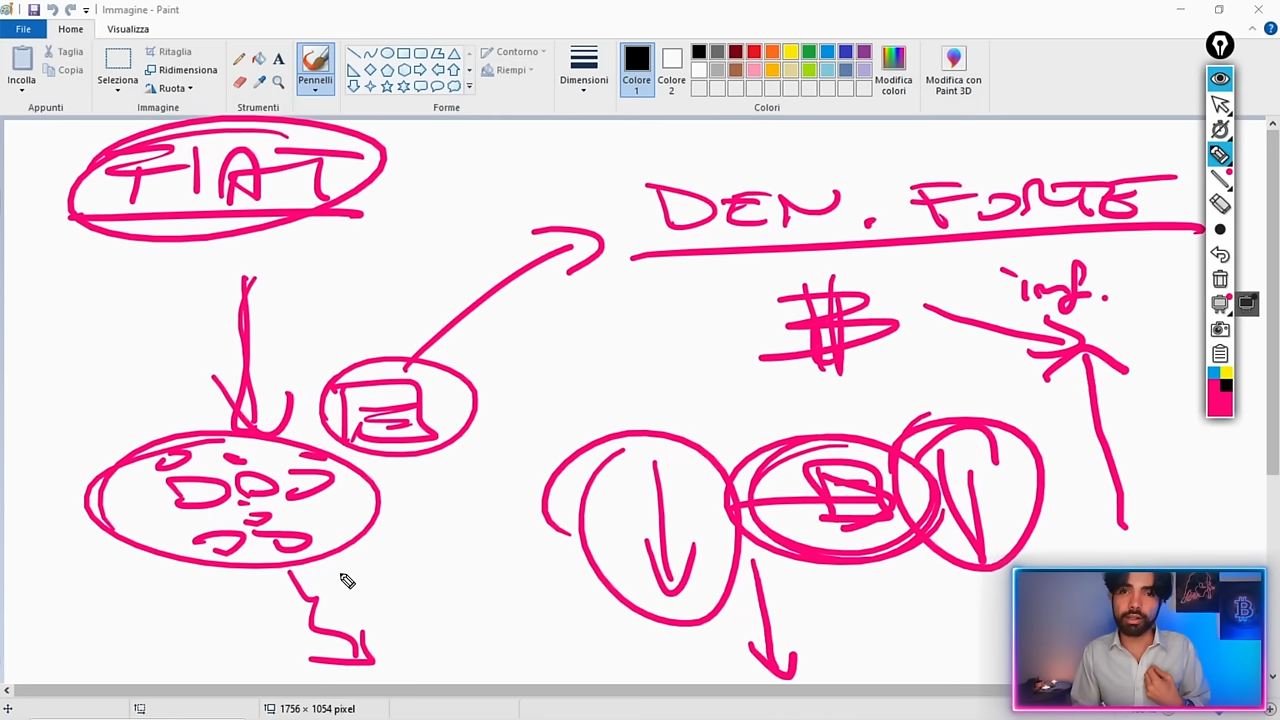 Immagine - Paint
File
Home
Visualizza
Incolla
Taglia
Copia
Appunti
Seleziona
Ritaglia
Ridimensiona
Ruota
Immagine
Strumenti
Pennelli
Forme
Contorno
Riempi
Dimensioni
Colore 1
Colore 2
Modifica colori
Colori
Modifica con Paint 3D
FIAT
DEN. FORTE
inf.
1756 × 1054 pixel